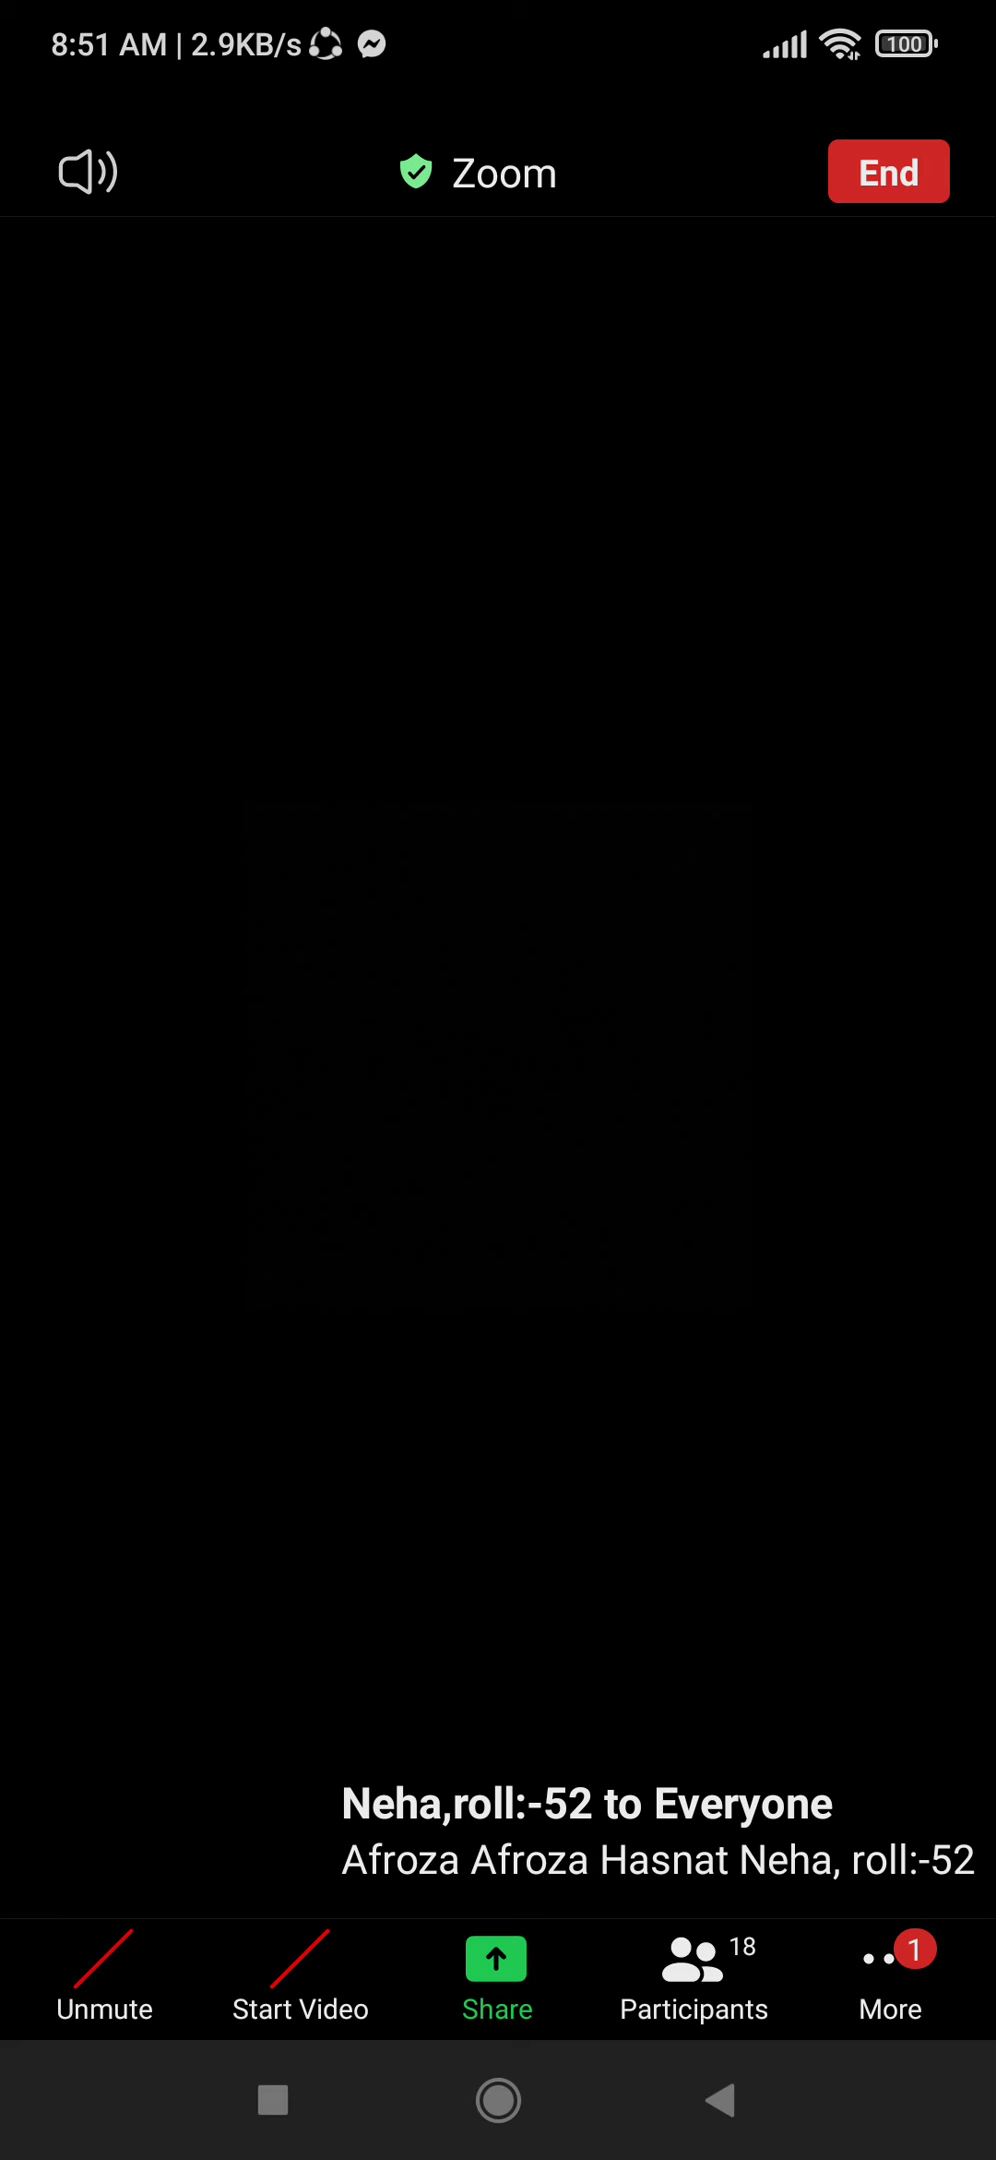 8:51 AM | 2.9KB/s
100
Zoom
End
Neha,roll:-52 to Everyone
Afroza Afroza Hasnat Neha, roll:-52
Unmute
Start Video
Share
18
Participants
1
More